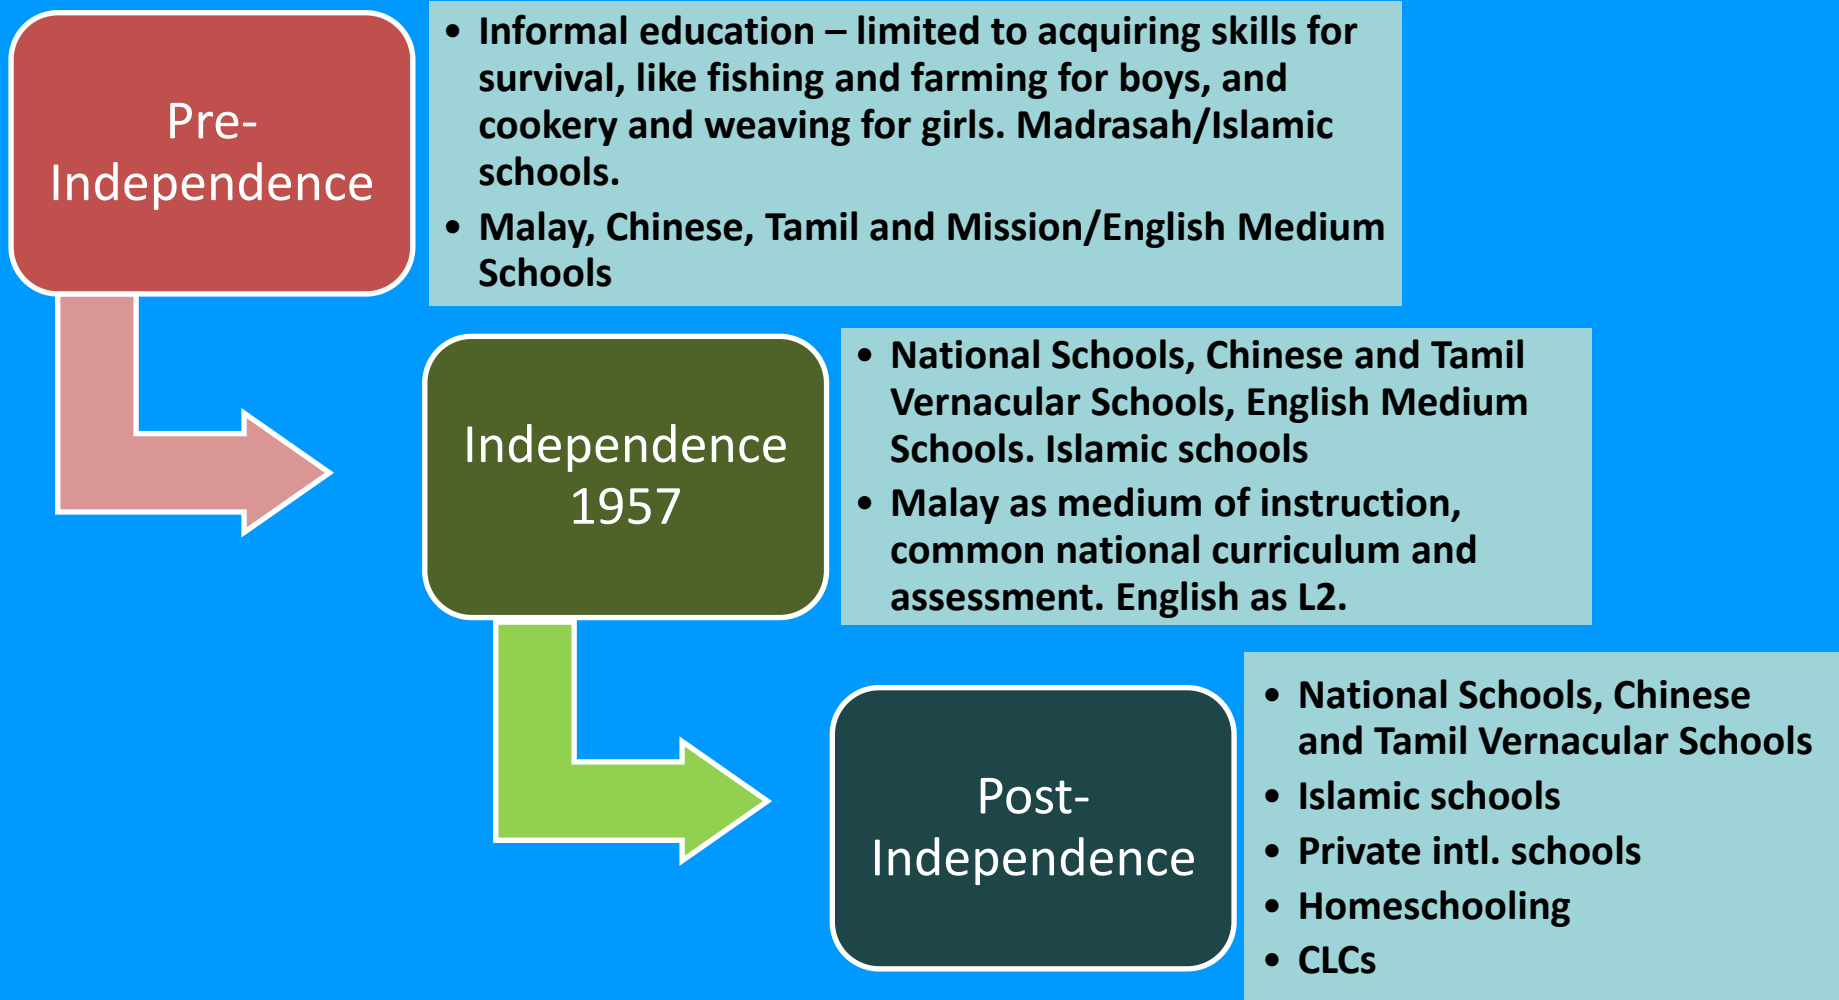 Pre-
Independence
• Informal education – limited to acquiring skills for
survival, like fishing and farming for boys, and
cookery and weaving for girls. Madrasah/Islamic
schools.
• Malay, Chinese, Tamil and Mission/English Medium
Schools
Independence
1957
• National Schools, Chinese and Tamil
Vernacular Schools, English Medium
Schools. Islamic schools
• Malay as medium of instruction,
common national curriculum and
assessment. English as L2.
Post-
Independence
• National Schools, Chinese
and Tamil Vernacular Schools
• Islamic schools
• Private intl. schools
• Homeschooling
• CLCs